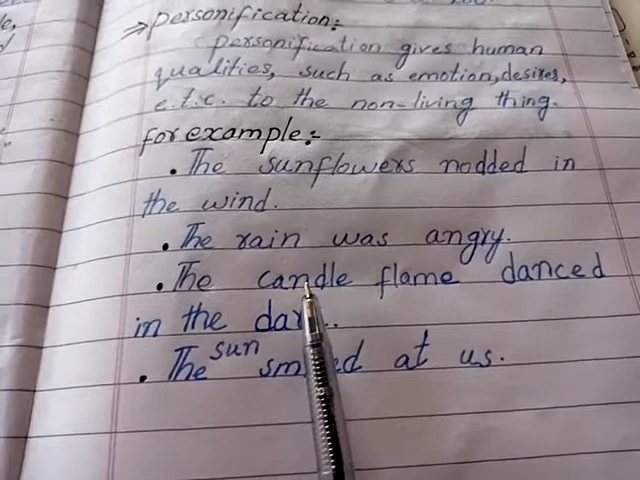 ⇒ Personification:
Personification gives human
qualities, such as emotion, desires,
e.t.c. to the non-living thing.
for example:
. The sunflowers nodded in
the wind.
. The rain was angry.
. The candle flame danced
in the
. The sun at us.